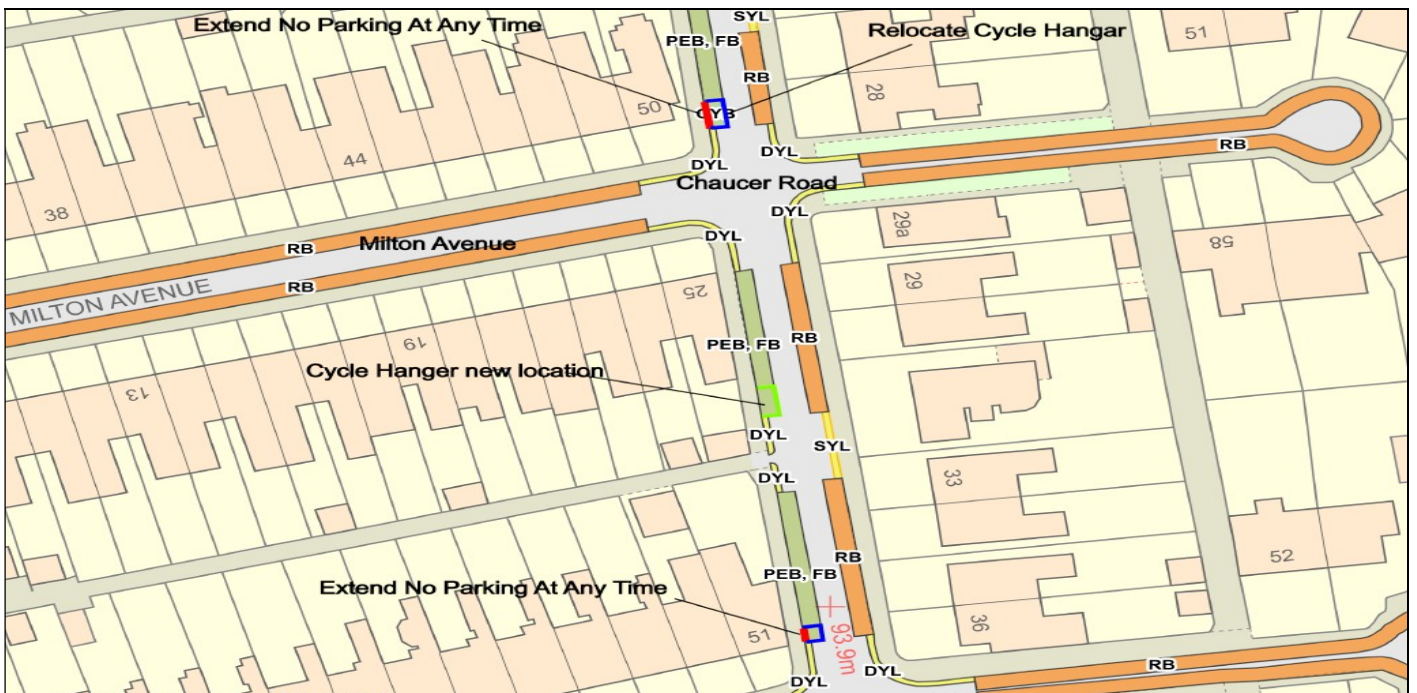 SYL
Extend No Parking At Any Time
PEB, FB
Relocate Cycle Hangar
51
RB
28
50
CYB
44
DYL
DYL
RB
Chaucer Road
38
DYL
29a
RB
Milton Avenue
DYL
58
MILTON AVENUE
RB
25
29
19
PEB, FB
RB
Cycle Hanger new location
13
DYL
SYL
33
DYL
RB
52
PEB, FB
Extend No Parking At Any Time
51
93.9m
36
RB
DYL
DYL